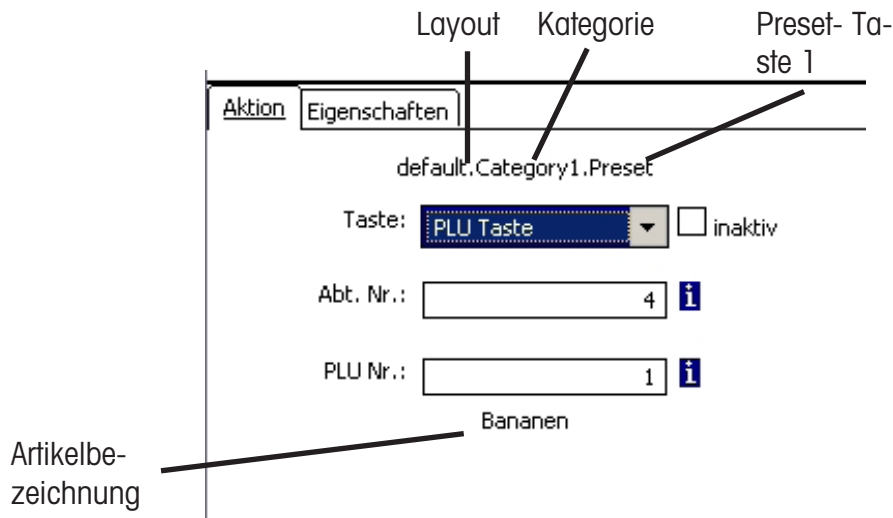 Layout Kategorie Preset- Ta-
ste 1
Aktion Eigenschaften
default.Category1.Preset
Taste: PLU Taste inaktiv
Abt. Nr.: 4 i
PLU Nr.: 1 i
Bananen
Artikelbe-
zeichnung